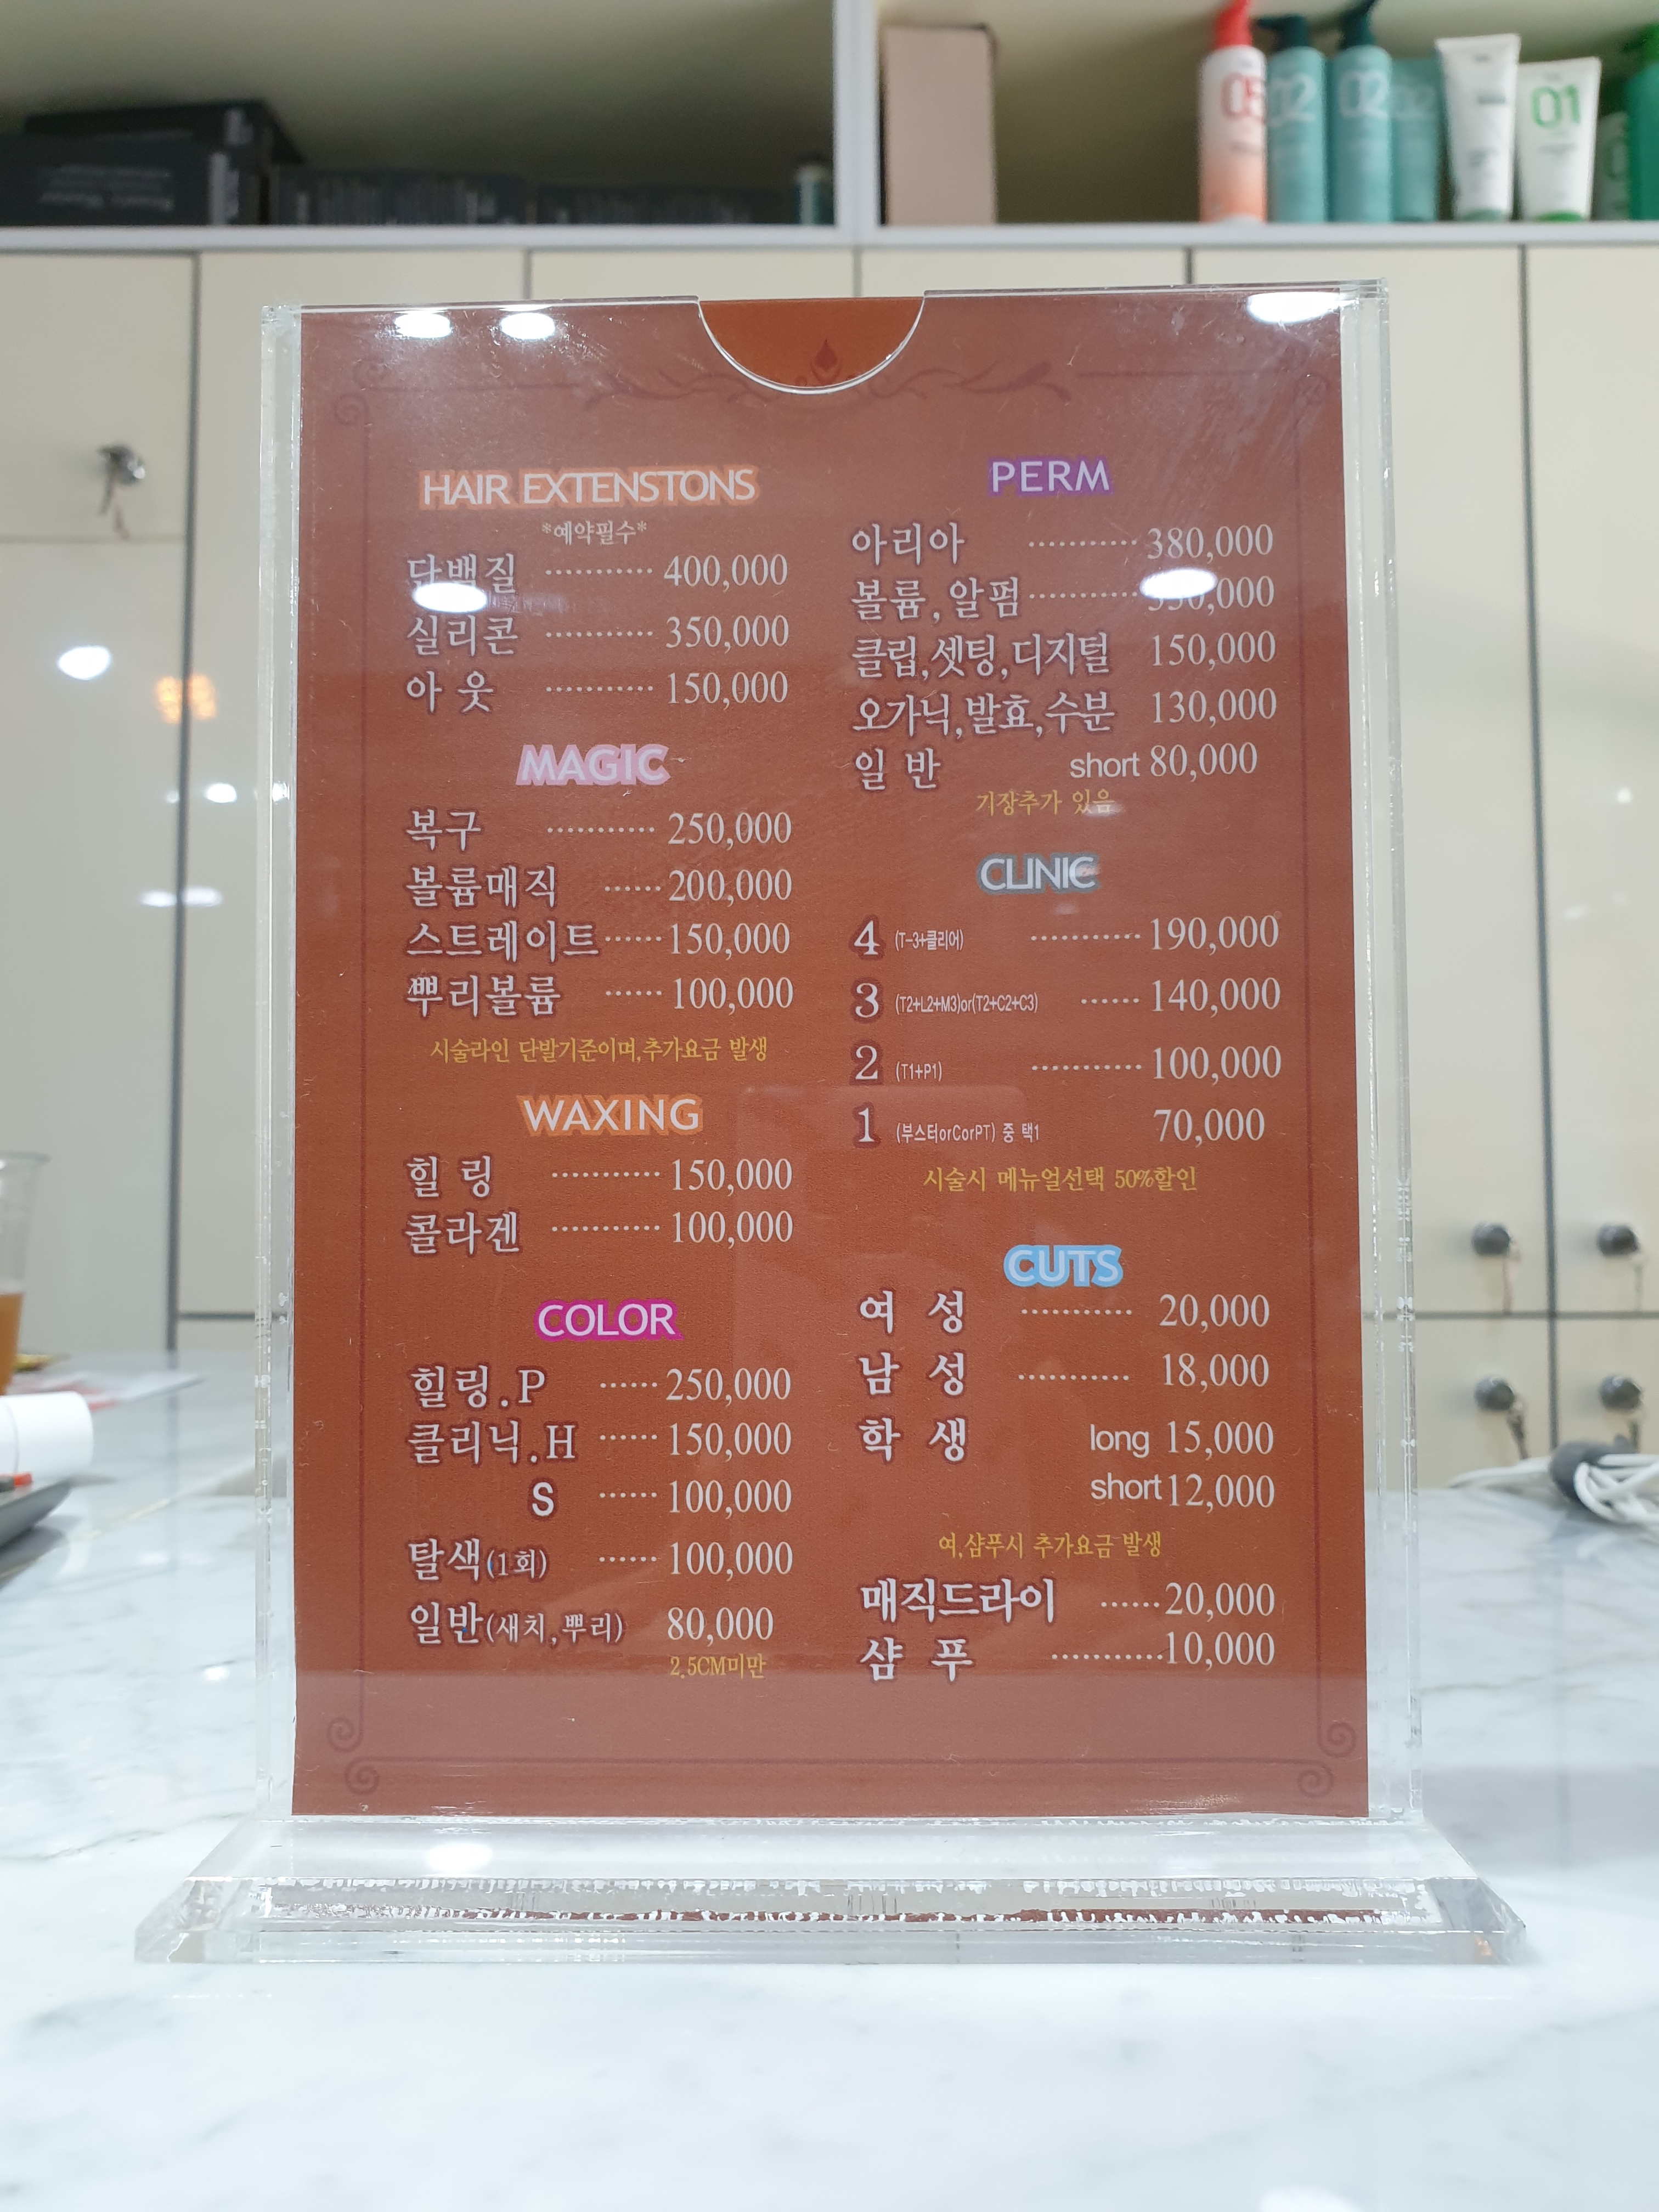 05
02
02
02
01
HAIR EXTENSTONS
*예약필수*
단백질 ············ 400,000
실리콘 ············ 350,000
아 웃 ············ 150,000
MAGIC
복구 ············ 250,000
볼륨매직 ······ 200,000
스트레이트 ······ 150,000
뿌리볼륨 ······ 100,000
시술라인 단발기준이며,추가요금 발생
WAXING
힐 링 ············ 150,000
콜라겐 ············ 100,000
COLOR
힐링.P ······ 250,000
클리닉.H ······ 150,000
S ······ 100,000
탈색(1회) ······ 100,000
일반(새치,뿌리) 80,000
2.5CM미만
PERM
아리아 ············ 380,000
볼륨,알펌 ············
클립,셋팅,디지털 150,000
오가닉,발효,수분 130,000
일 반 short 80,000
기장추가 있음
CLINIC
4 (T-3+클리어) ············ 190,000
3 (T2+L2+M3)or(T2+C2+C3) ······ 140,000
2 (T1+P1) ············ 100,000
1 (부스터orCorPT) 중 택1 70,000
시술시 메뉴얼선택 50%할인
CUTS
여 성 ············ 20,000
남 성 ············ 18,000
학 생 long 15,000
short 12,000
여,샴푸시 추가요금 발생
매직드라이 ······ 20,000
샴 푸 ············ 10,000